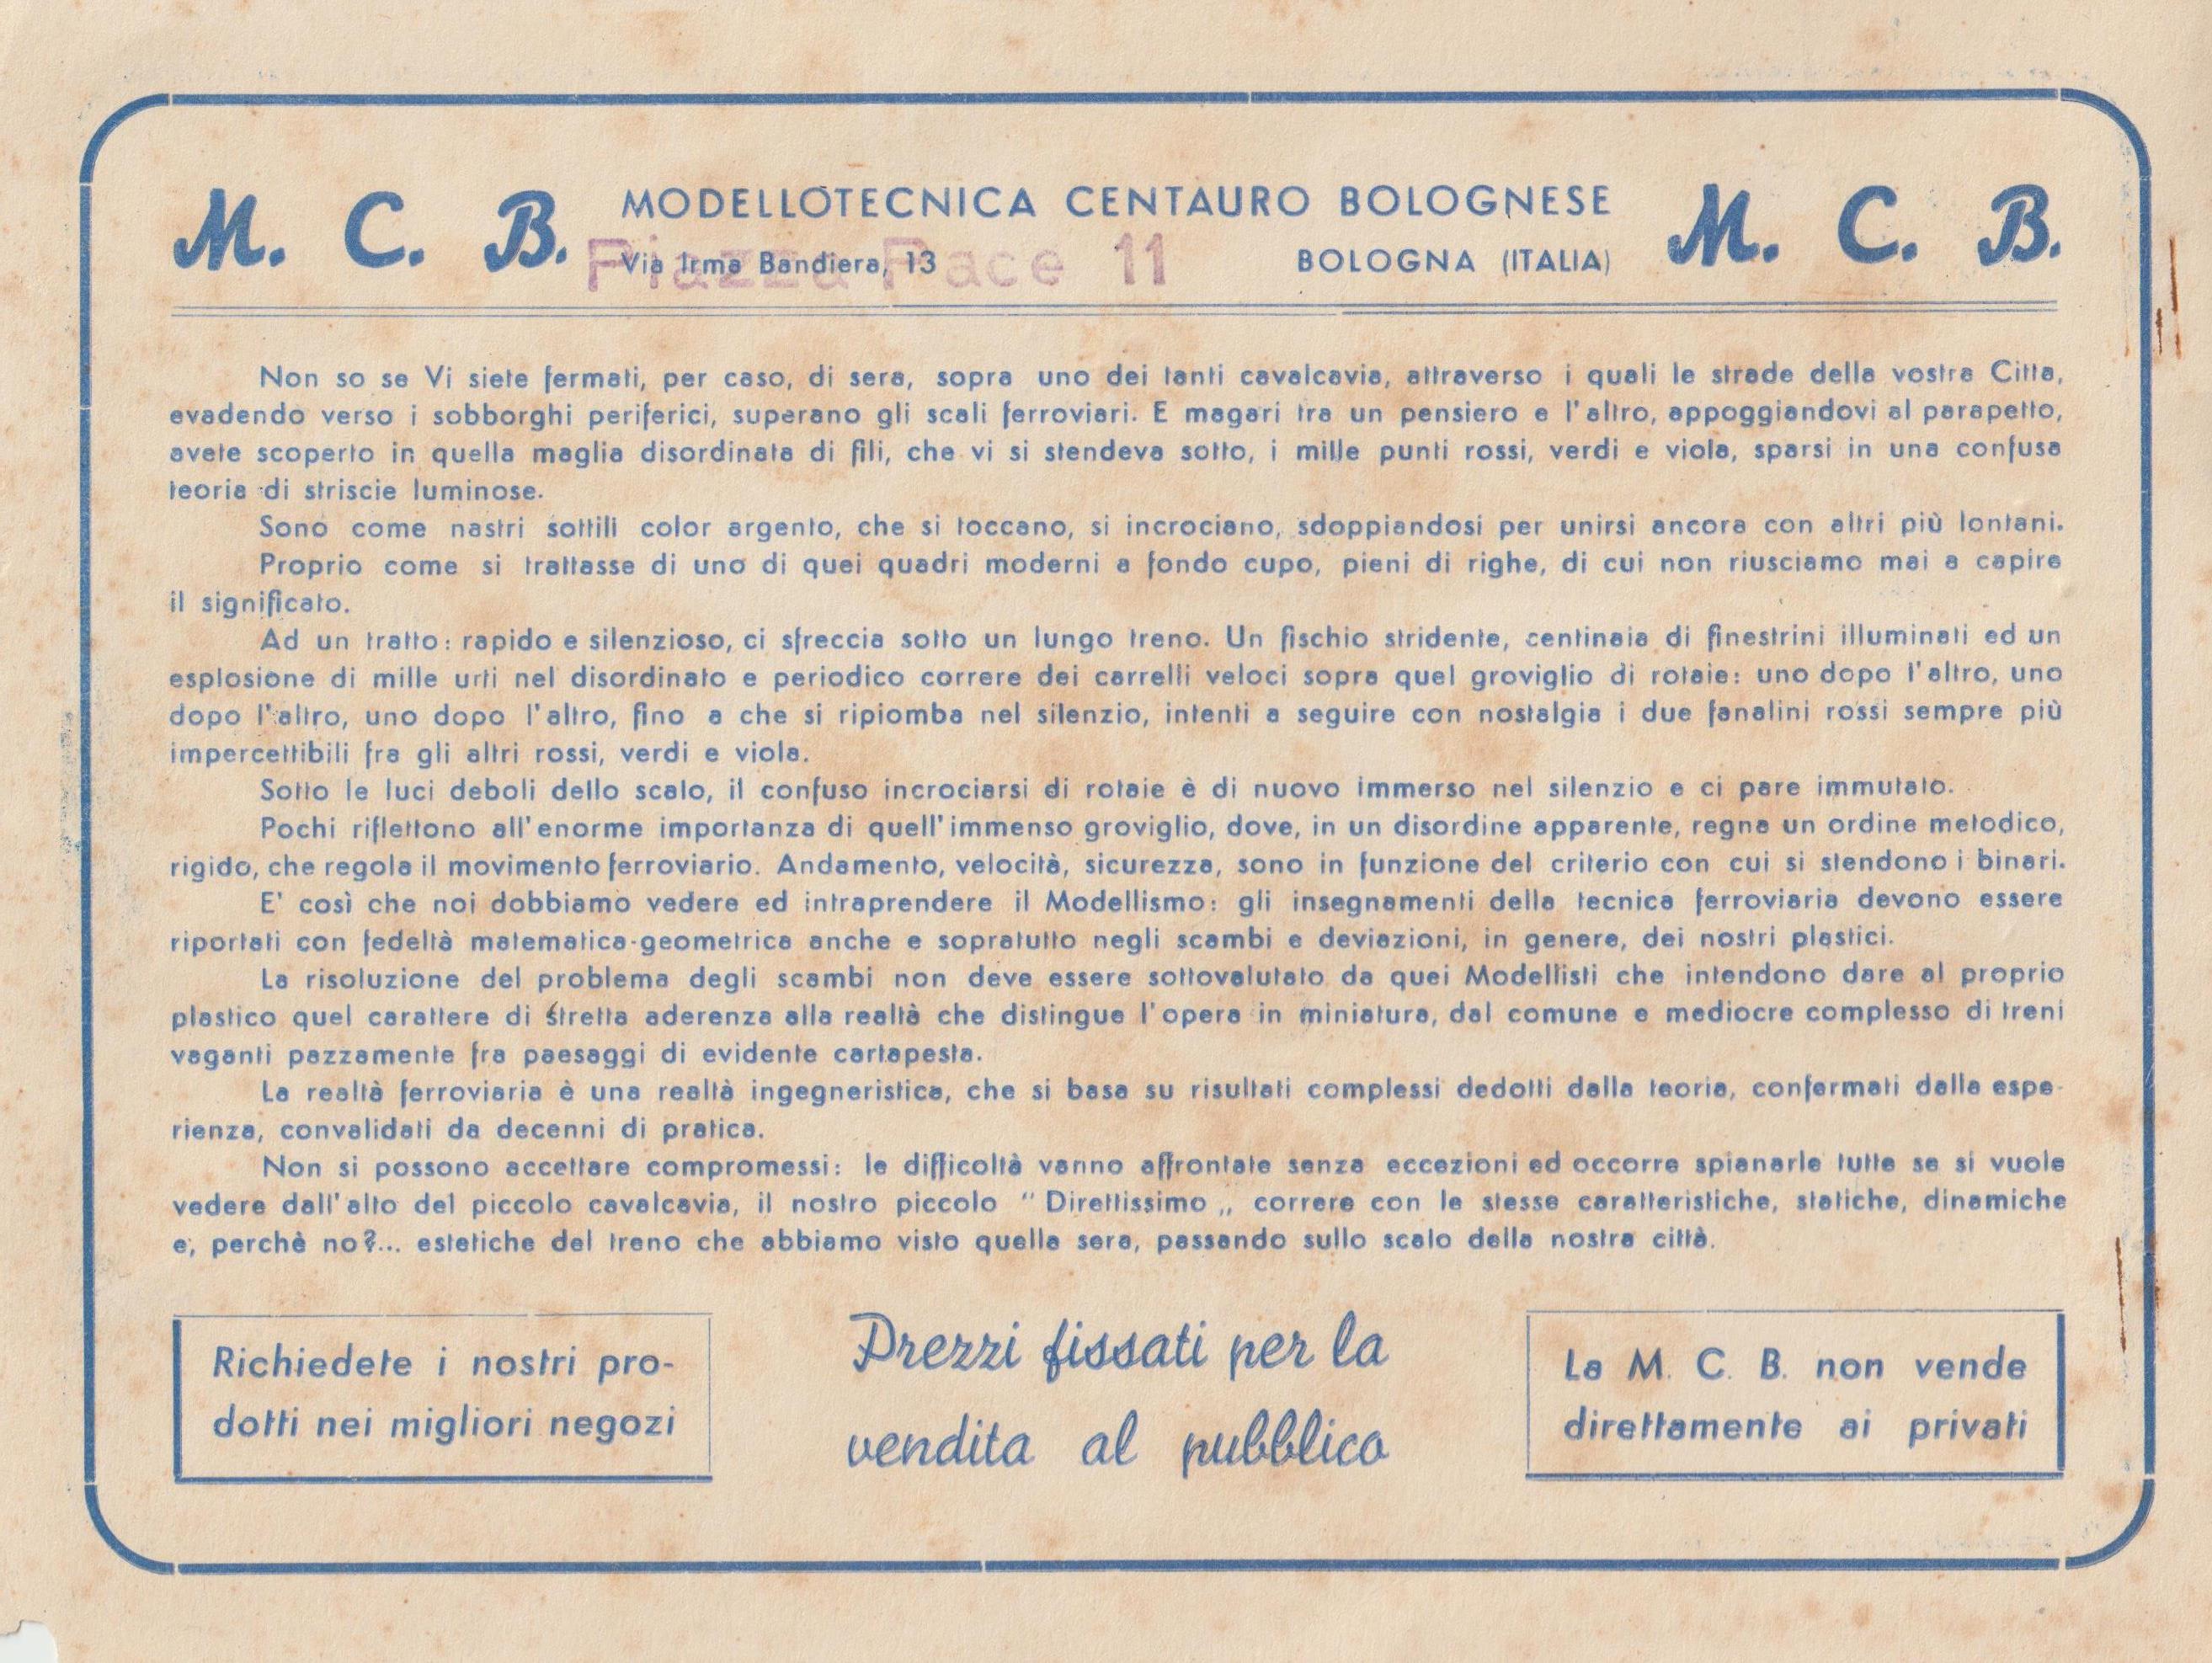 M. C. B. MODELLOTECNICA CENTAURO BOLOGNESE M. C. B.
Via Irma Bandiera, 13 BOLOGNA (ITALIA)
Piazza Pace 11
Non so se Vi siete fermati, per caso, di sera, sopra uno dei tanti cavalcavia, attraverso i quali le strade della vostra Citta,
evadendo verso i sobborghi periferici, superano gli scali ferroviari. E magari tra un pensiero e l'altro, appoggiandovi al parapetto,
avete scoperto in quella maglia disordinata di fili, che vi si stendeva sotto, i mille punti rossi, verdi e viola, sparsi in una confusa
teoria di striscie luminose.
Sono come nastri sottili color argento, che si toccano, si incrociano, sdoppiandosi per unirsi ancora con altri più lontani.
Proprio come si trattasse di uno di quei quadri moderni a fondo cupo, pieni di righe, di cui non riusciamo mai a capire
il significato.
Ad un tratto: rapido e silenzioso, ci sfreccia sotto un lungo treno. Un fischio stridente, centinaia di finestrini illuminati ed un
esplosione di mille urti nel disordinato e periodico correre dei carrelli veloci sopra quel groviglio di rotaie: uno dopo l'altro, uno
dopo l'altro, uno dopo l'altro, fino a che si ripiomba nel silenzio, intenti a seguire con nostalgia i due fanalini rossi sempre più
impercettibili fra gli altri rossi, verdi e viola.
Sotto le luci deboli dello scalo, il confuso incrociarsi di rotaie è di nuovo immerso nel silenzio e ci pare immutato.
Pochi riflettono all'enorme importanza di quell'immenso groviglio, dove, in un disordine apparente, regna un ordine metodico,
rigido, che regola il movimento ferroviario. Andamento, velocità, sicurezza, sono in funzione del criterio con cui si stendono i binari.
E' così che noi dobbiamo vedere ed intraprendere il Modellismo: gli insegnamenti della tecnica ferroviaria devono essere
riportati con fedeltà matematica-geometrica anche e sopratutto negli scambi e deviazioni, in genere, dei nostri plastici.
La risoluzione del problema degli scambi non deve essere sottovalutato da quei Modellisti che intendono dare al proprio
plastico quel carattere di stretta aderenza alla realtà che distingue l'opera in miniatura, dal comune e mediocre complesso di treni
vaganti pazzamente fra paesaggi di evidente cartapesta.
La realtà ferroviaria è una realtà ingegneristica, che si basa su risultati complessi dedotti dalla teoria, confermati dalla espe-
rienza, convalidati da decenni di pratica.
Non si possono accettare compromessi: le difficoltà vanno affrontate senza eccezioni ed occorre spianarle tutte se si vuole
vedere dall'alto del piccolo cavalcavia, il nostro piccolo “Direttissimo„ correre con le stesse caratteristiche, statiche, dinamiche
e, perchè no?... estetiche del treno che abbiamo visto quella sera, passando sullo scalo della nostra città.
Richiedete i nostri pro-
dotti nei migliori negozi
Prezzi fissati per la
vendita al pubblico
La M. C. B. non vende
direttamente ai privati